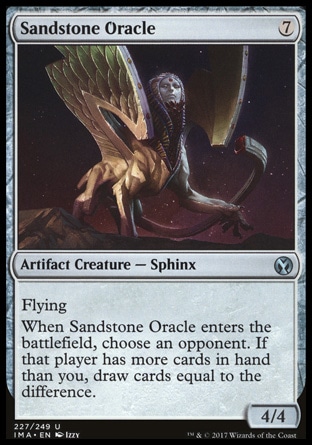 Sandstone Oracle 7
Artifact Creature — Sphinx
Flying
When Sandstone Oracle enters the
battlefield, choose an opponent. If
that player has more cards in hand
than you, draw cards equal to the
difference.
4/4
227/249 U
IMA • EN Izzy
™ & © 2017 Wizards of the Coast